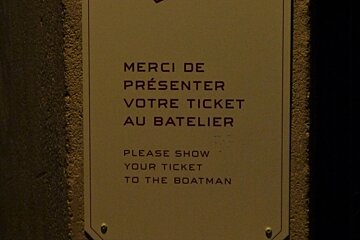 MERCI DE
PRÉSENTER
VOTRE TICKET
AU BATELIER
PLEASE SHOW
YOUR TICKET
TO THE BOATMAN